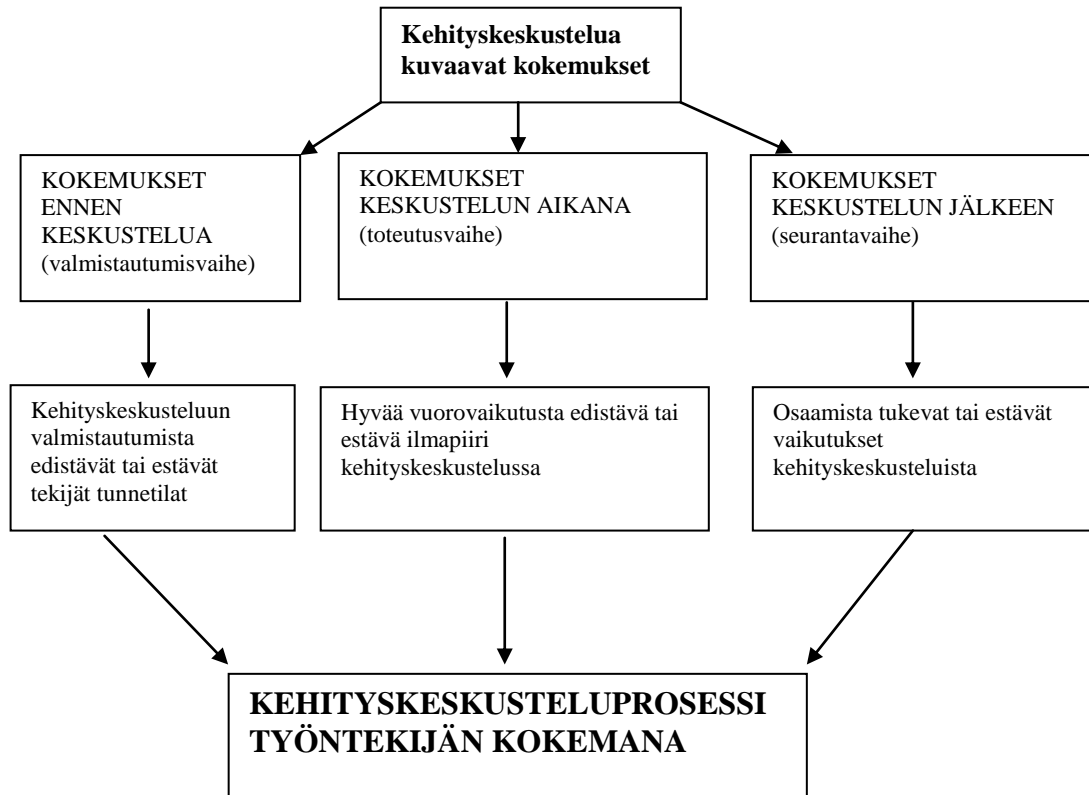 Kehityskeskustelua
kuvaavat kokemukset
KOKEMUKSET
ENNEN
KESKUSTELUA
(valmistautumisvaihe)
KOKEMUKSET
KESKUSTELUN AIKANA
(toteutusvaihe)
KOKEMUKSET
KESKUSTELUN JÄLKEEN
(seurantavaihe)
Kehityskeskusteluun
valmistautumista
edistävät tai estävät
tekijät tunnetilat
Hyvää vuorovaikutusta edistävä tai
estävä ilmapiiri
kehityskeskustelussa
Osaamista tukevat tai estävät
vaikutukset
kehityskeskusteluista
KEHITYSKESKUSTELUPROSESSI
TYÖNTEKIJÄN KOKEMANA